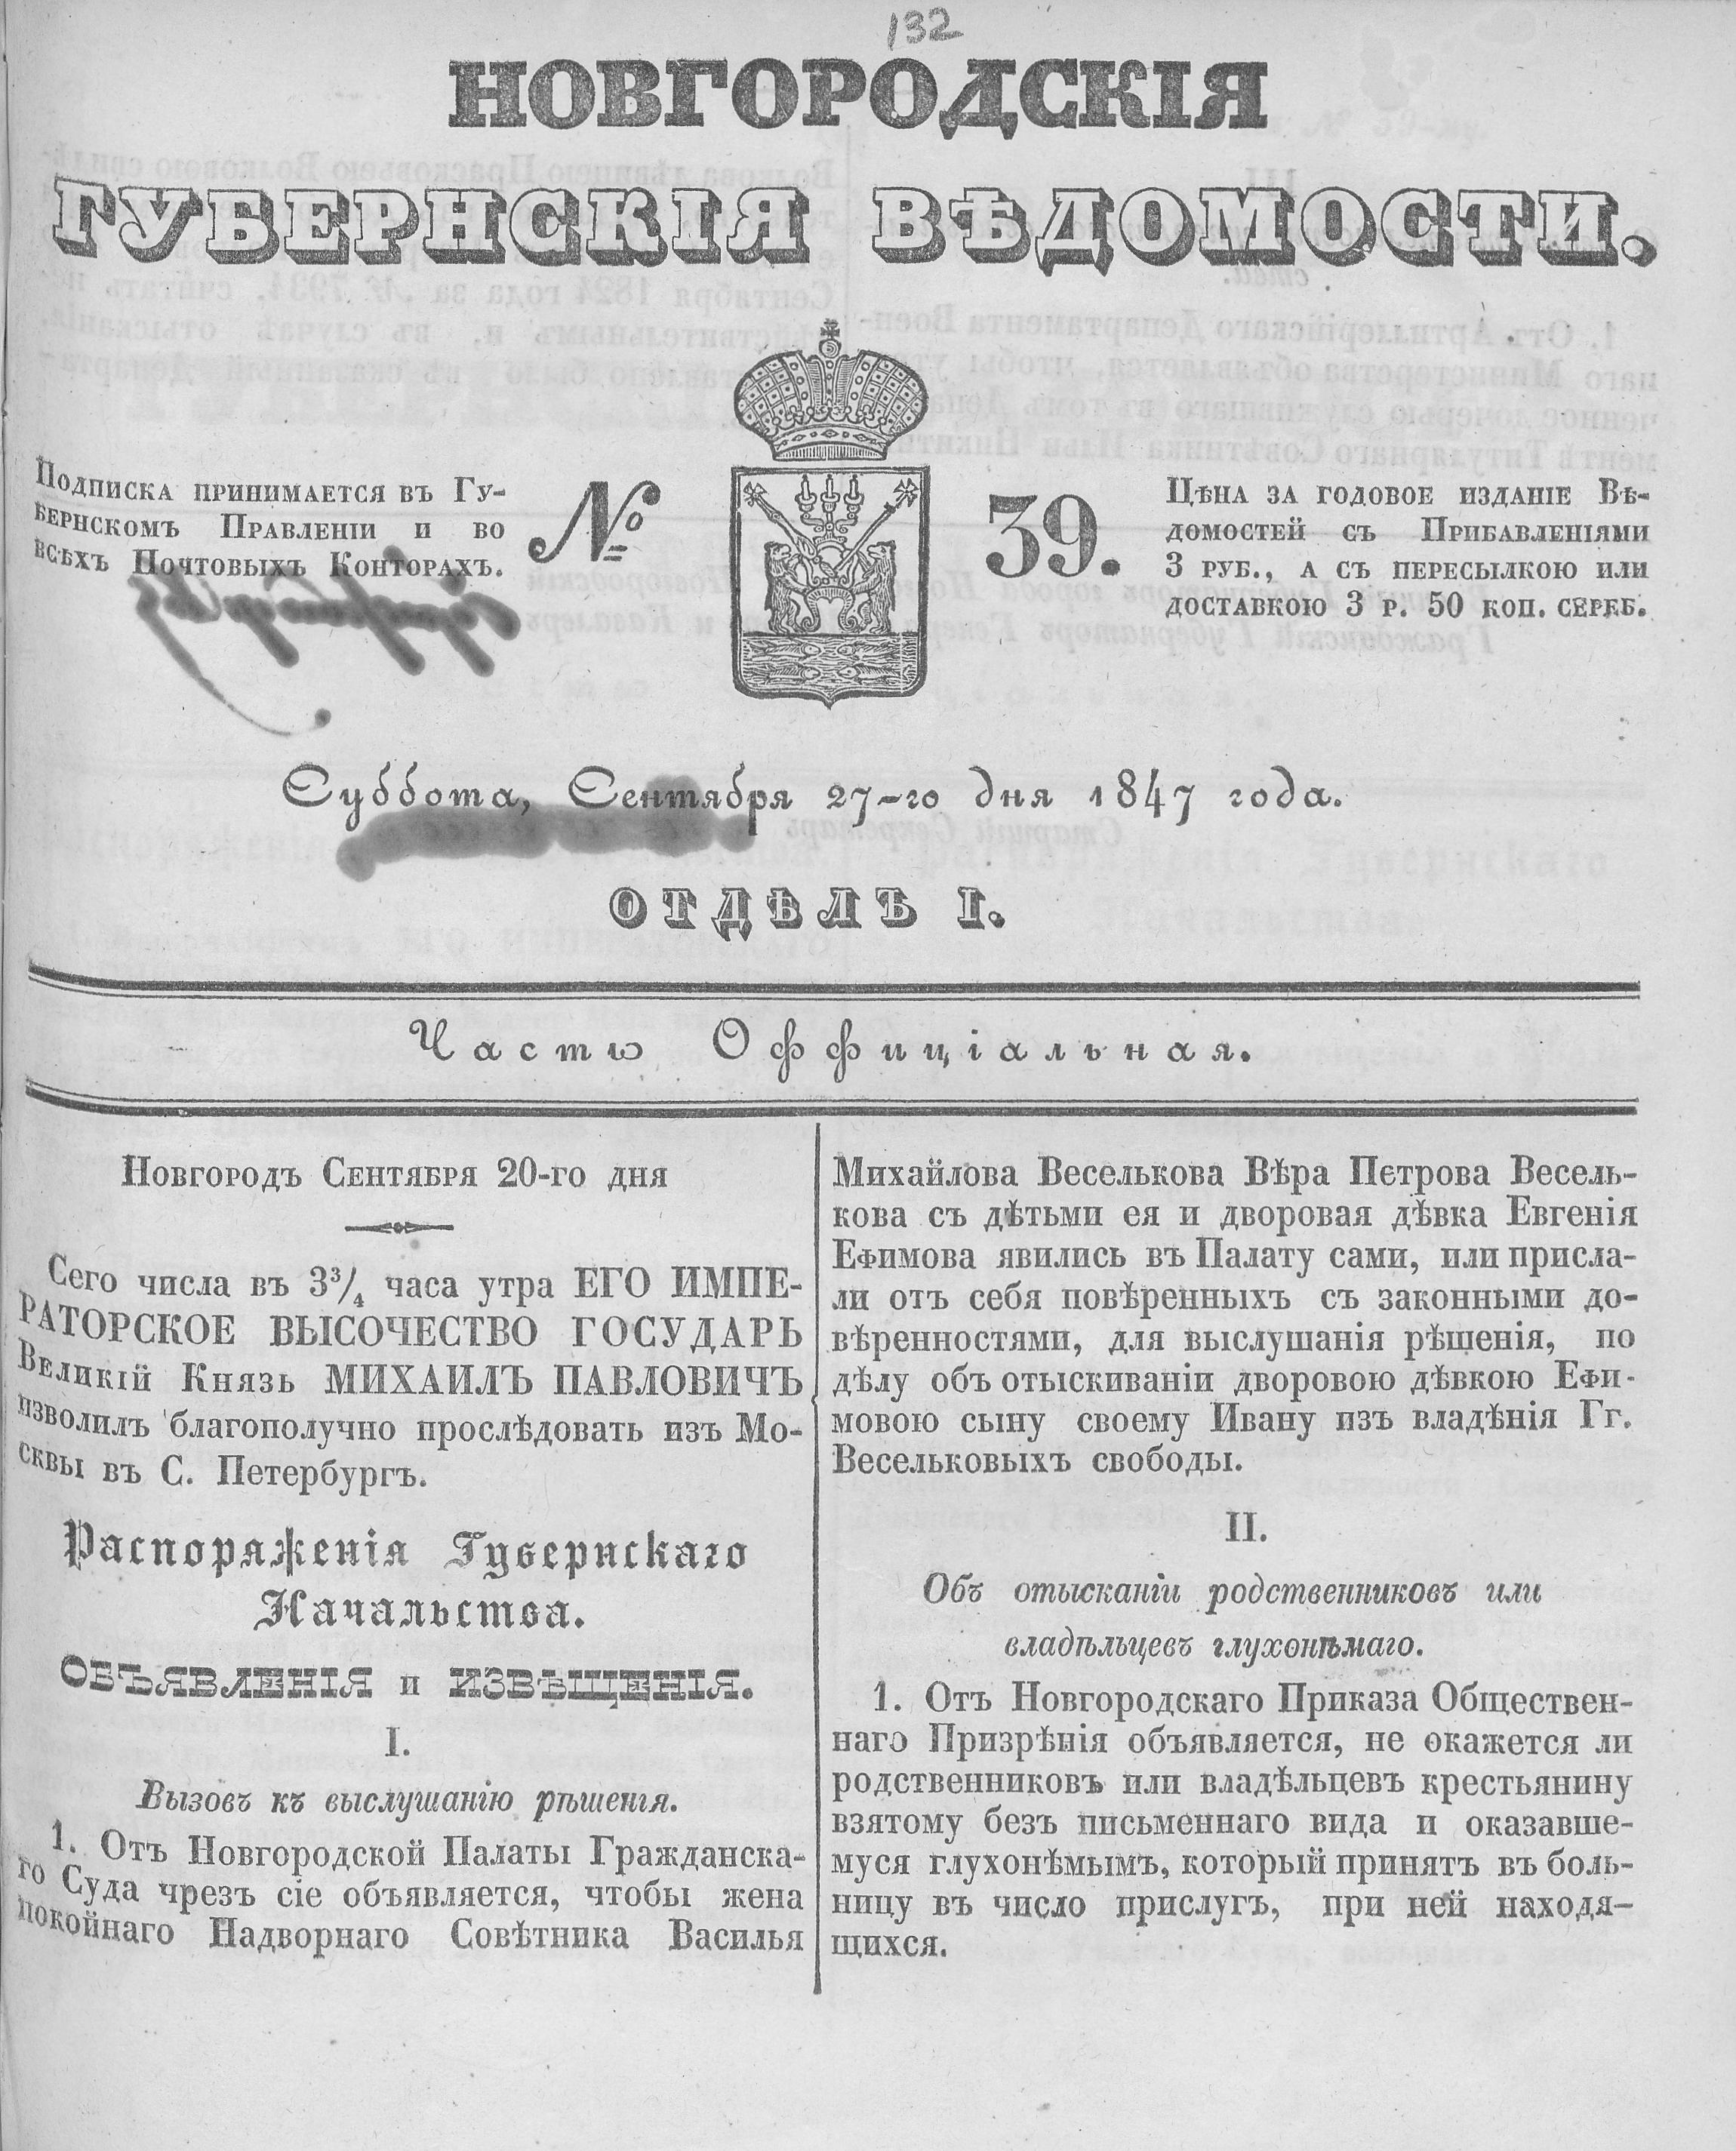 132
НОВГОРОДСКІЯ
ГУБЕРНСКІЯ ВѢДОМОСТИ.
Подписка принимается въ Гу-
бернскомъ Правленіи и во
всѣхъ Почтовыхъ Конторахъ.
№ 39.
Цѣна за годовое изданіе Вѣ-
домостей съ Прибавленіями
3 руб., а съ пересылкою или
доставкою 3 р. 50 коп. сереб.
Суббота, Сентября 27-го дня 1847 года.
ОТДѢЛЪ I.
Часть Оффиціальная.
Новгородъ Сентября 20-го дня
Сего числа въ 3¾ часа утра ЕГО ИМПЕ-
РАТОРСКОЕ ВЫСОЧЕСТВО ГОСУДАРЬ
Великій Князь МИХАИЛЪ ПАВЛОВИЧЪ
изволилъ благополучно прослѣдовать изъ Мо-
сквы въ С. Петербургъ.
Распоряженія Губернскаго
Начальства.
ОБЪЯВЛЕНІЯ и ИЗВѢЩЕНІЯ.
I.
Вызовъ къ выслушанію рѣшенія.
1. Отъ Новгородской Палаты Гражданска-
го Суда чрезъ сіе объявляется, чтобы жена
покойнаго Надворнаго Совѣтника Василья
Михайлова Веселькова Вѣра Петрова Весель-
кова съ дѣтьми ея и дворовая дѣвка Евгенія
Ефимова явились въ Палату сами, или присла-
ли отъ себя повѣренныхъ съ законными до-
вѣренностями, для выслушанія рѣшенія, по
дѣлу объ отыскиваніи дворовою дѣвкою Ефи-
мовою сыну своему Ивану изъ владѣнія Гг.
Весельковыхъ свободы.
II.
Объ отысканіи родственниковъ или
владѣльцевъ глухонѣмаго.
1. Отъ Новгородскаго Приказа Обществен-
наго Призрѣнія объявляется, не окажется ли
родственниковъ или владѣльцевъ крестьянину
взятому безъ письменнаго вида и оказавше-
муся глухонѣмымъ, который принятъ въ боль-
ницу въ число прислугъ, при ней находя-
щихся.